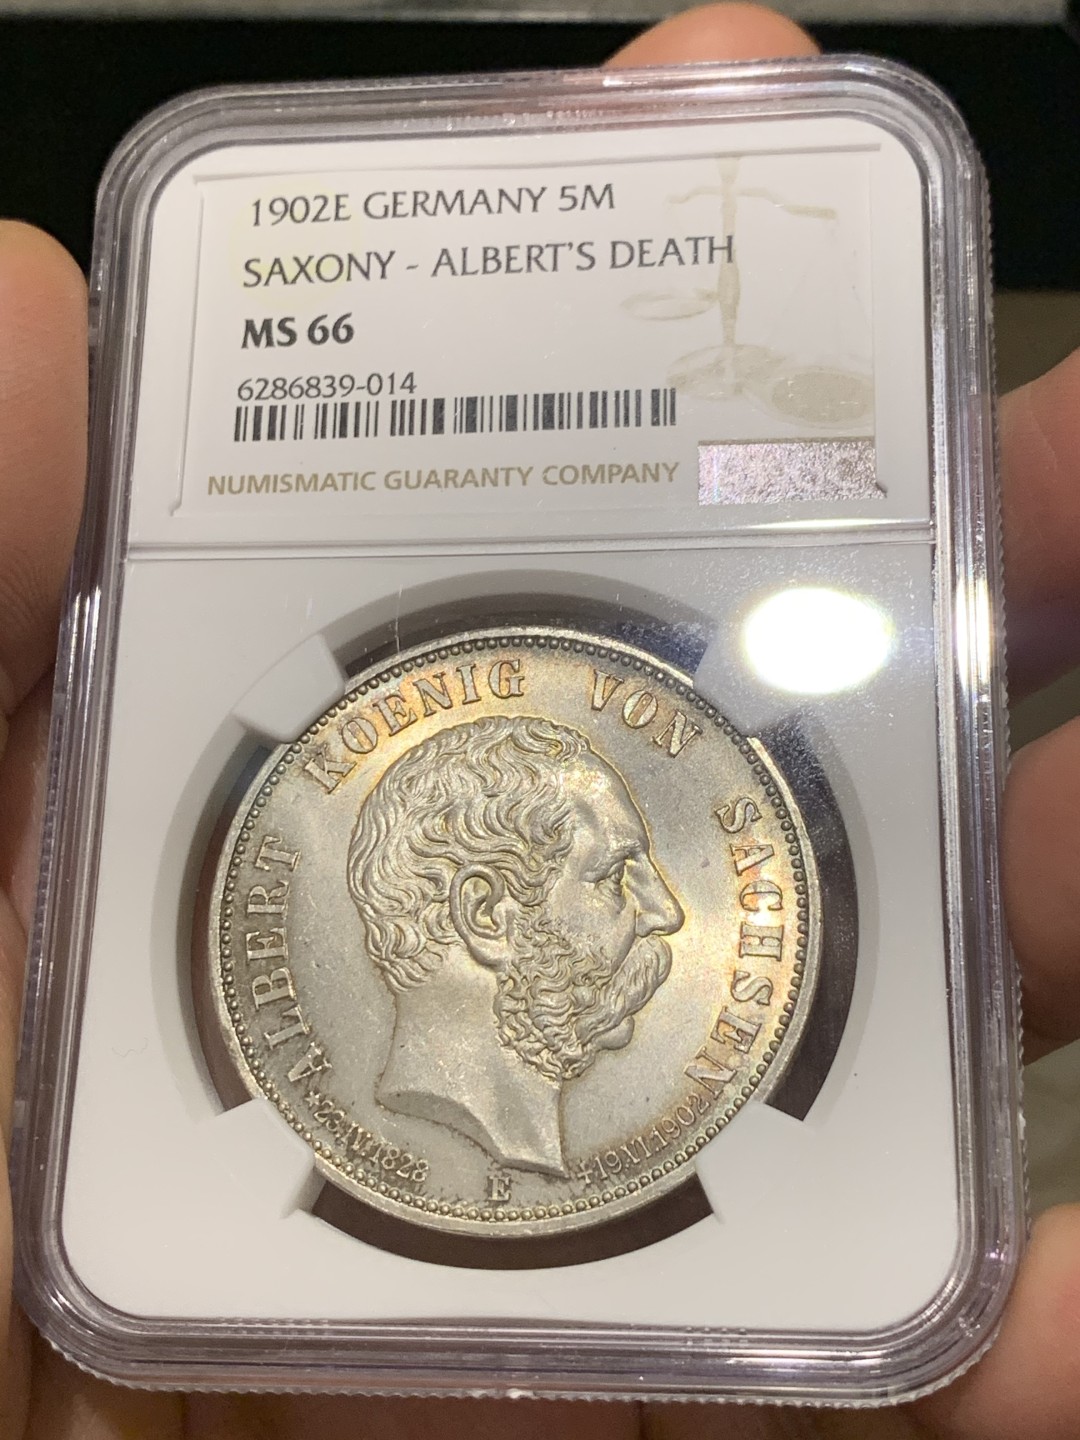 1902E GERMANY 5M
SAXONY - ALBERT'S DEATH
MS 66
6286839-014
NUMISMATIC GUARANTY COMPANY
ALBERT KOENIG VON SACHSEN
*23.IV.1828
E
†19.VI.1902